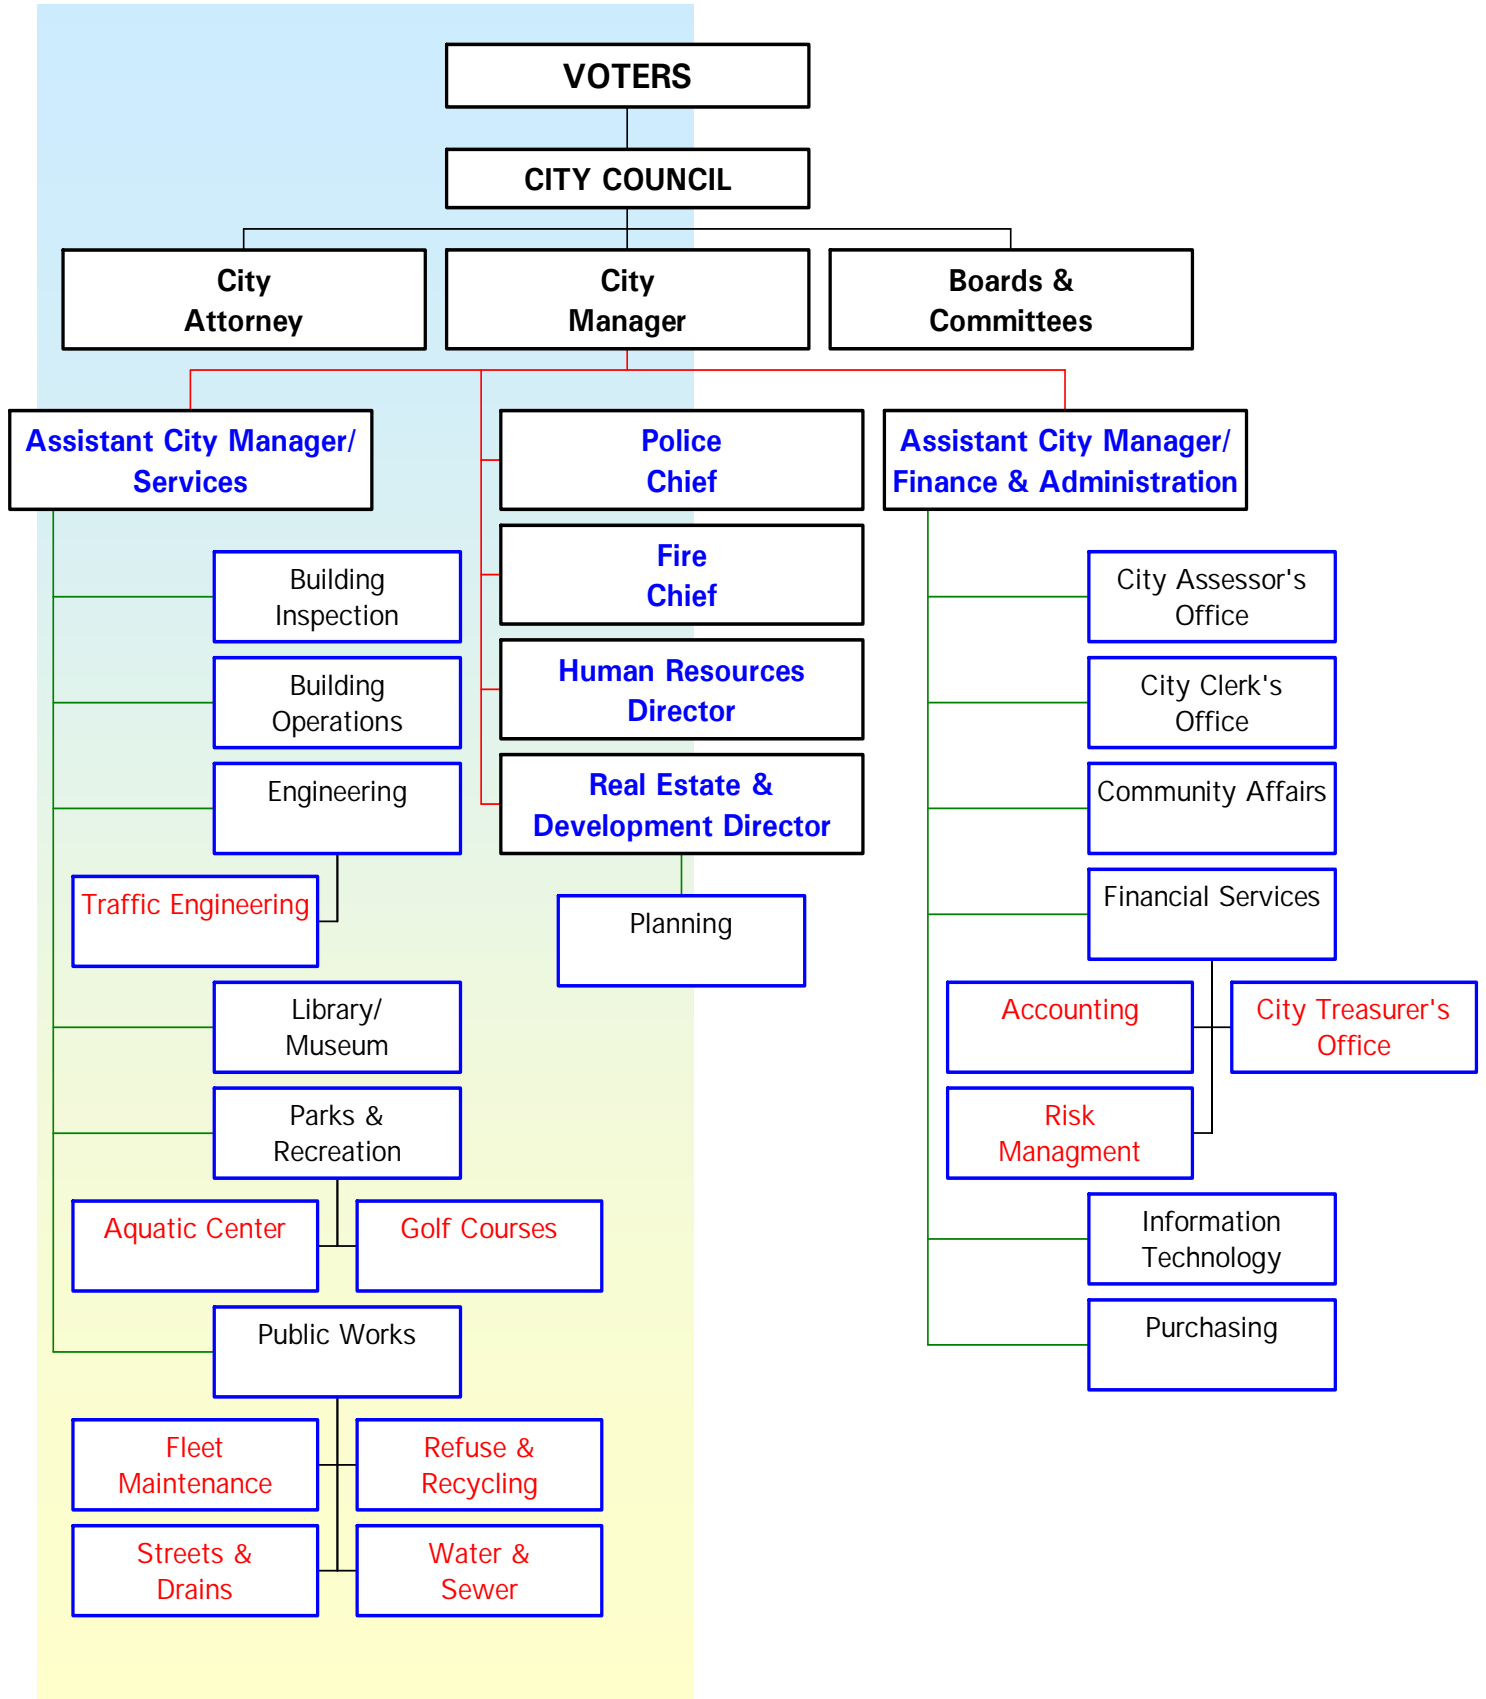 VOTERS
CITY COUNCIL
City
Attorney
City
Manager
Boards &
Committees
Assistant City Manager/
Services
Police
Chief
Assistant City Manager/
Finance & Administration
Fire
Chief
Human Resources
Director
Real Estate &
Development Director
Planning
Building
Inspection
Building
Operations
Engineering
Traffic Engineering
Library/
Museum
Parks &
Recreation
Aquatic Center
Golf Courses
Public Works
Fleet
Maintenance
Refuse &
Recycling
Streets &
Drains
Water &
Sewer
City Assessor's
Office
City Clerk's
Office
Community Affairs
Financial Services
Accounting
City Treasurer's
Office
Risk
Managment
Information
Technology
Purchasing